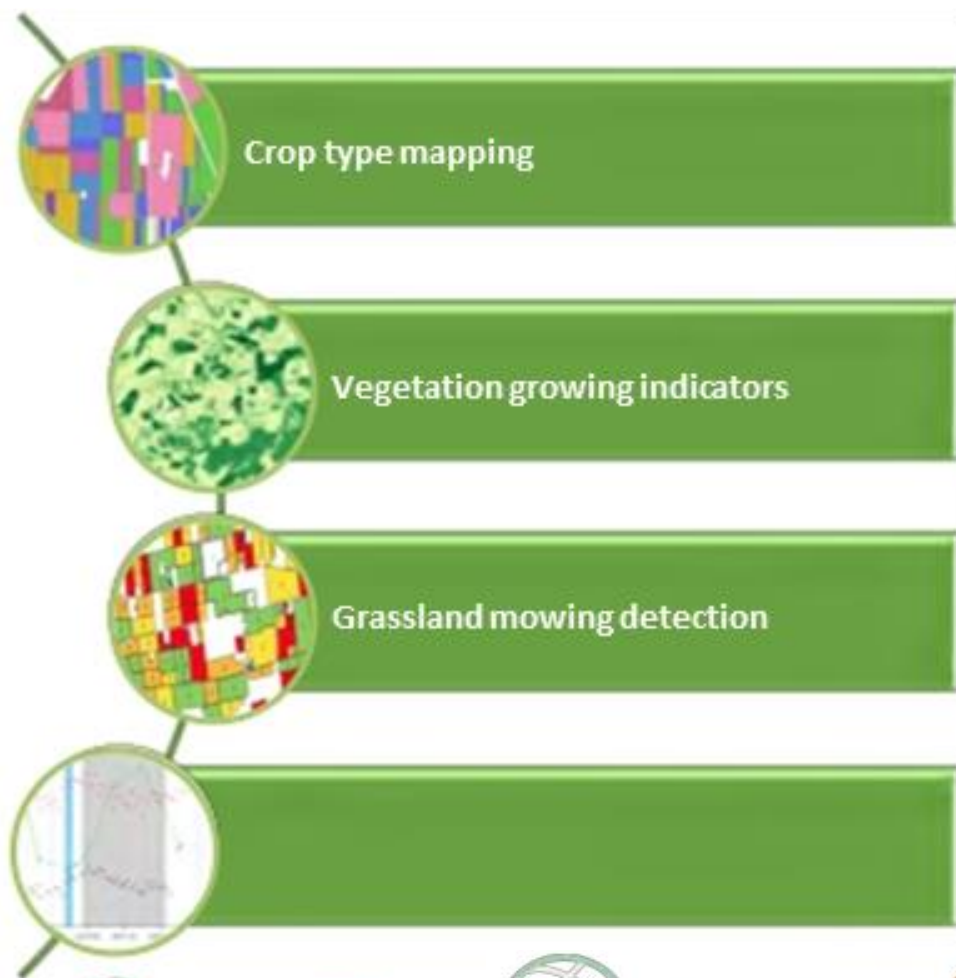 Crop type mapping
Vegetation growing indicators
Grassland mowing detection